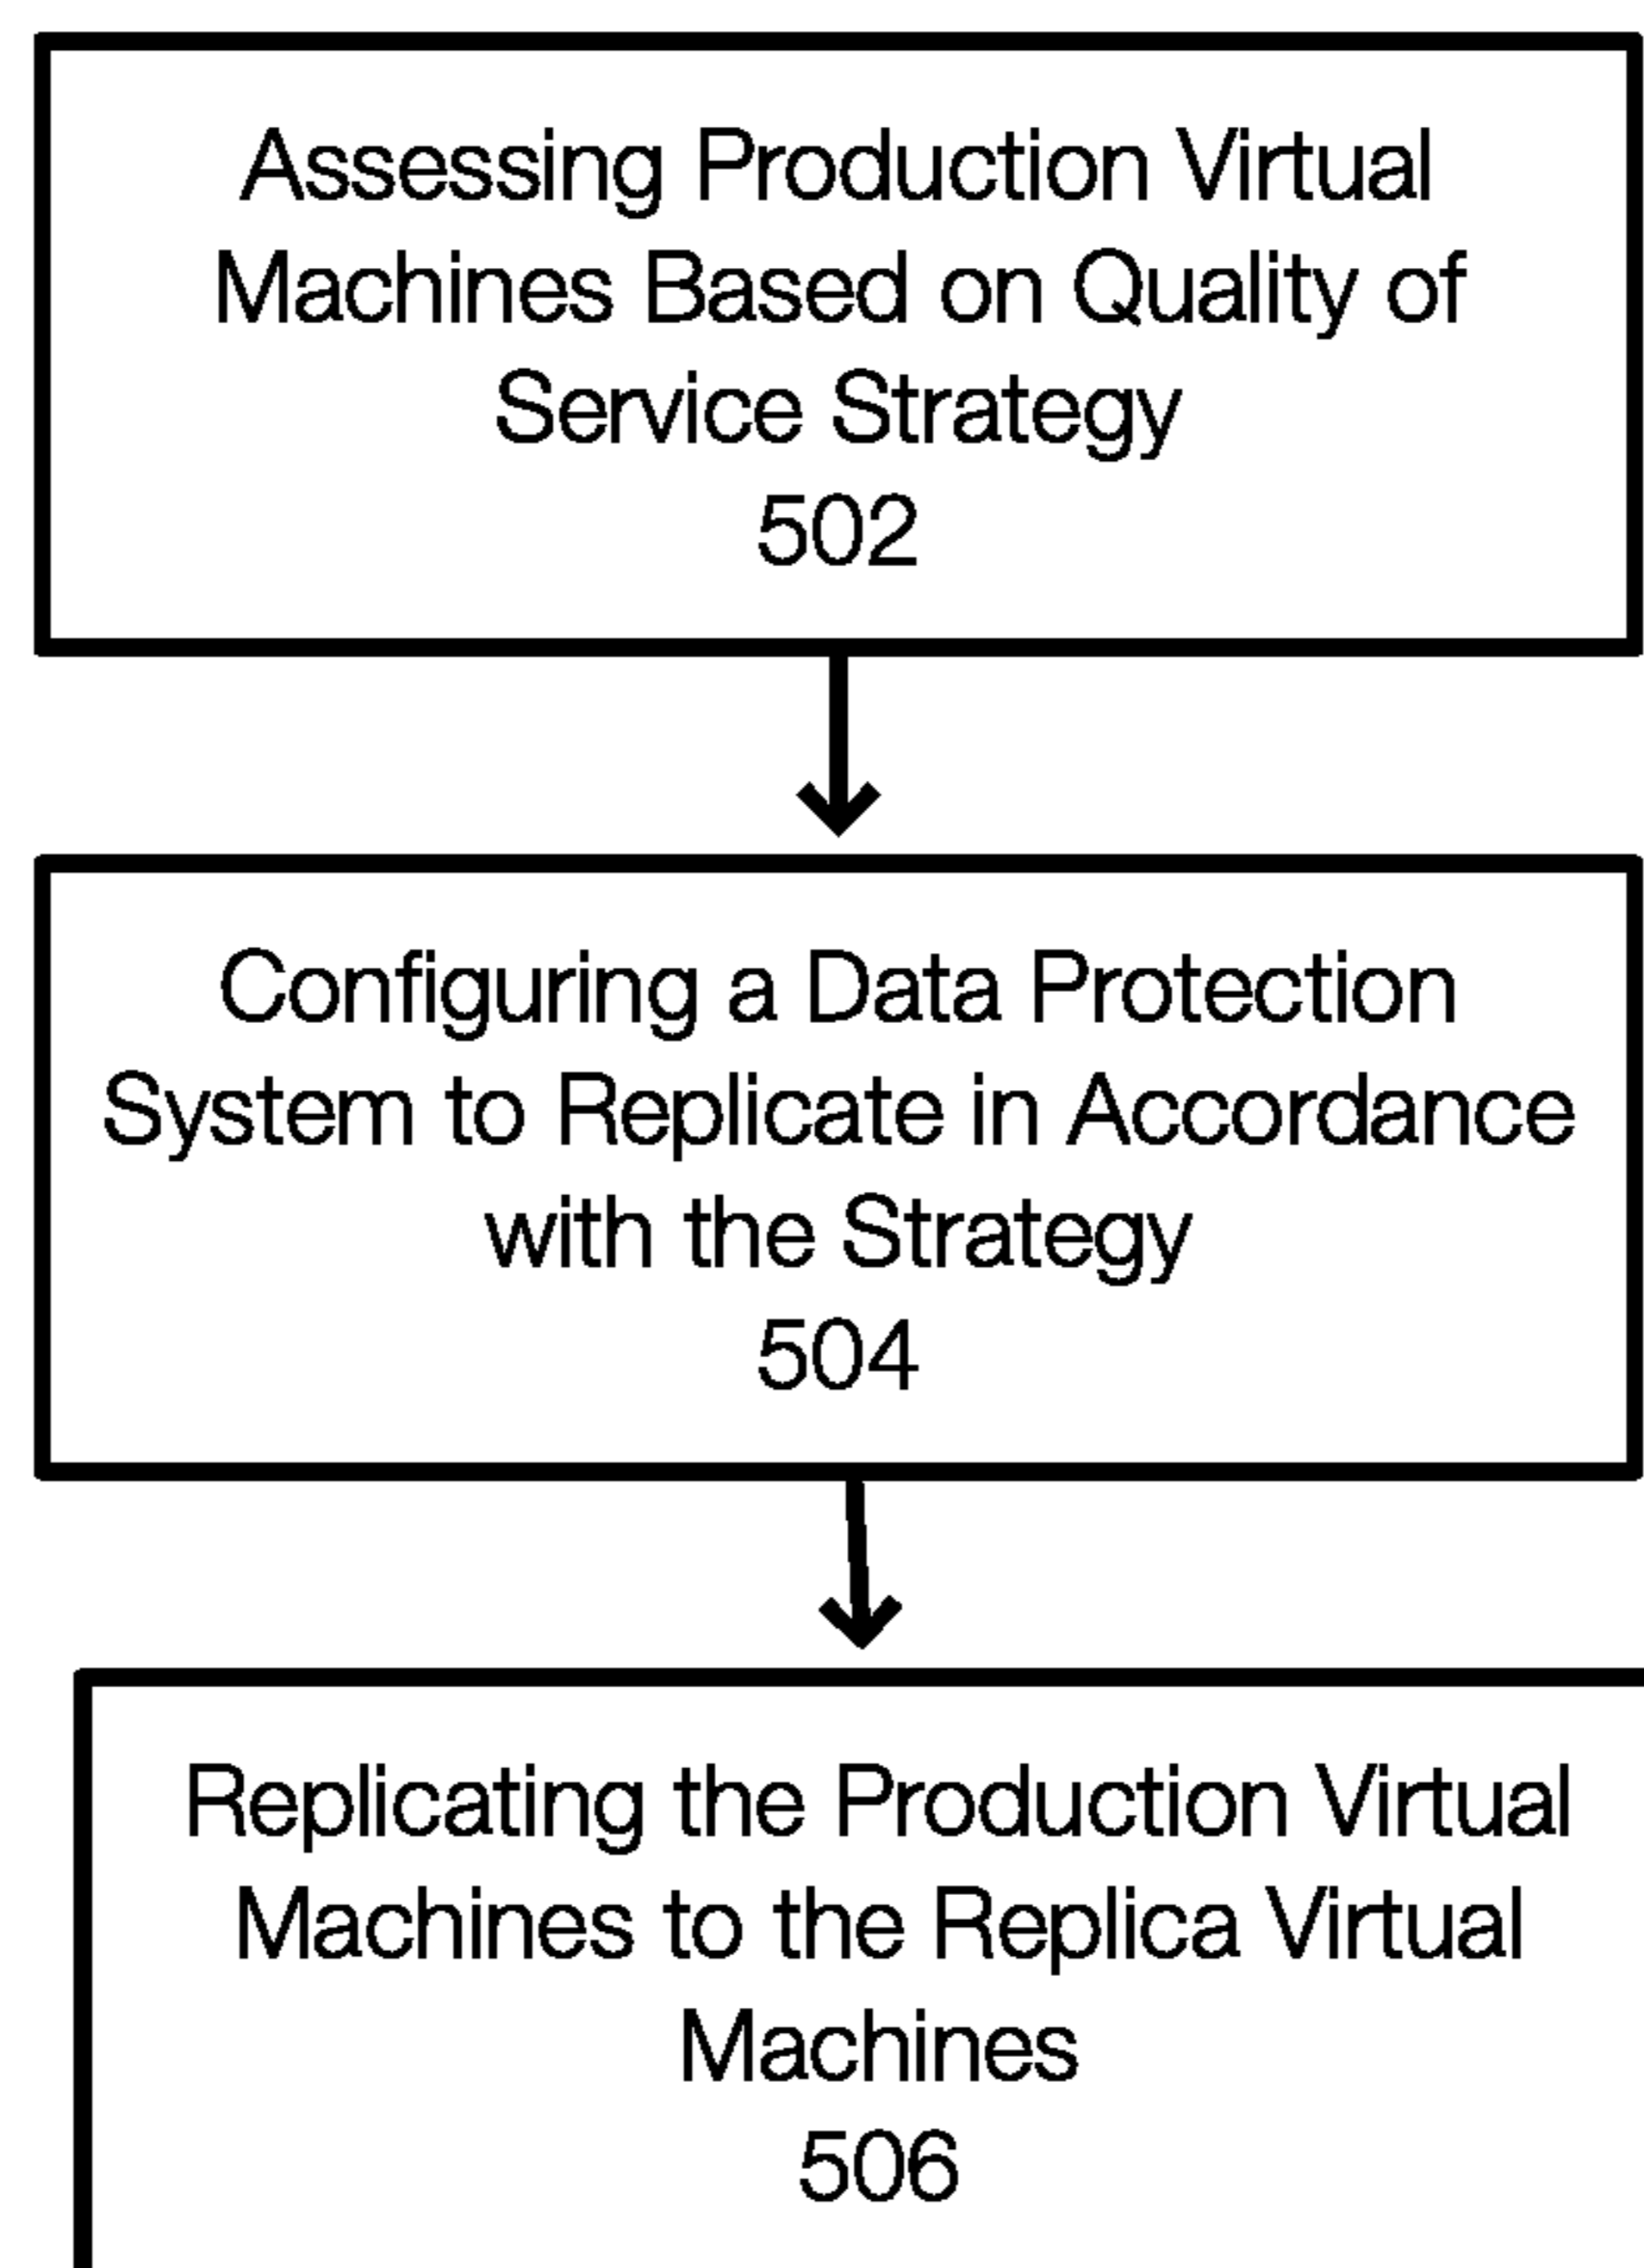 Assessing Production Virtual
Machines Based on Quality of
Service Strategy
502
Configuring a Data Protection
System to Replicate in Accordance
with the Strategy
504
Replicating the Production Virtual
Machines to the Replica Virtual
Machines
506